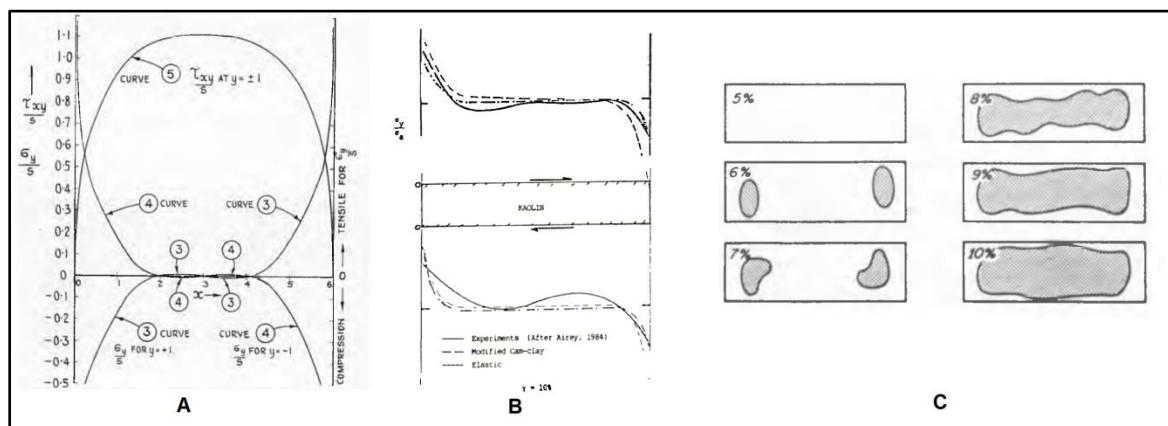 1·1
1·0
0·9
0·8
0·7
0·6
0·5
0·4
0·3
0·2
0·1
0
-0·1
-0·2
-0·3
-0·4
-0·5
τxy
S
σy
S
CURVE 5 τxy AT y = ±1
S
4 CURVE
CURVE 3
3
4
1 2 3 4 5 6
4 x 3
3 CURVE
σy FOR y=+1
S
CURVE 4
σy FOR y=-1
S
TENSILE FOR
0
COMPRESSION
A
KAOLIN
Experiments (After Airey, 1984)
Modified Cam-clay
Elastic
γ = 10%
B
5%
6%
7%
8%
9%
10%
C